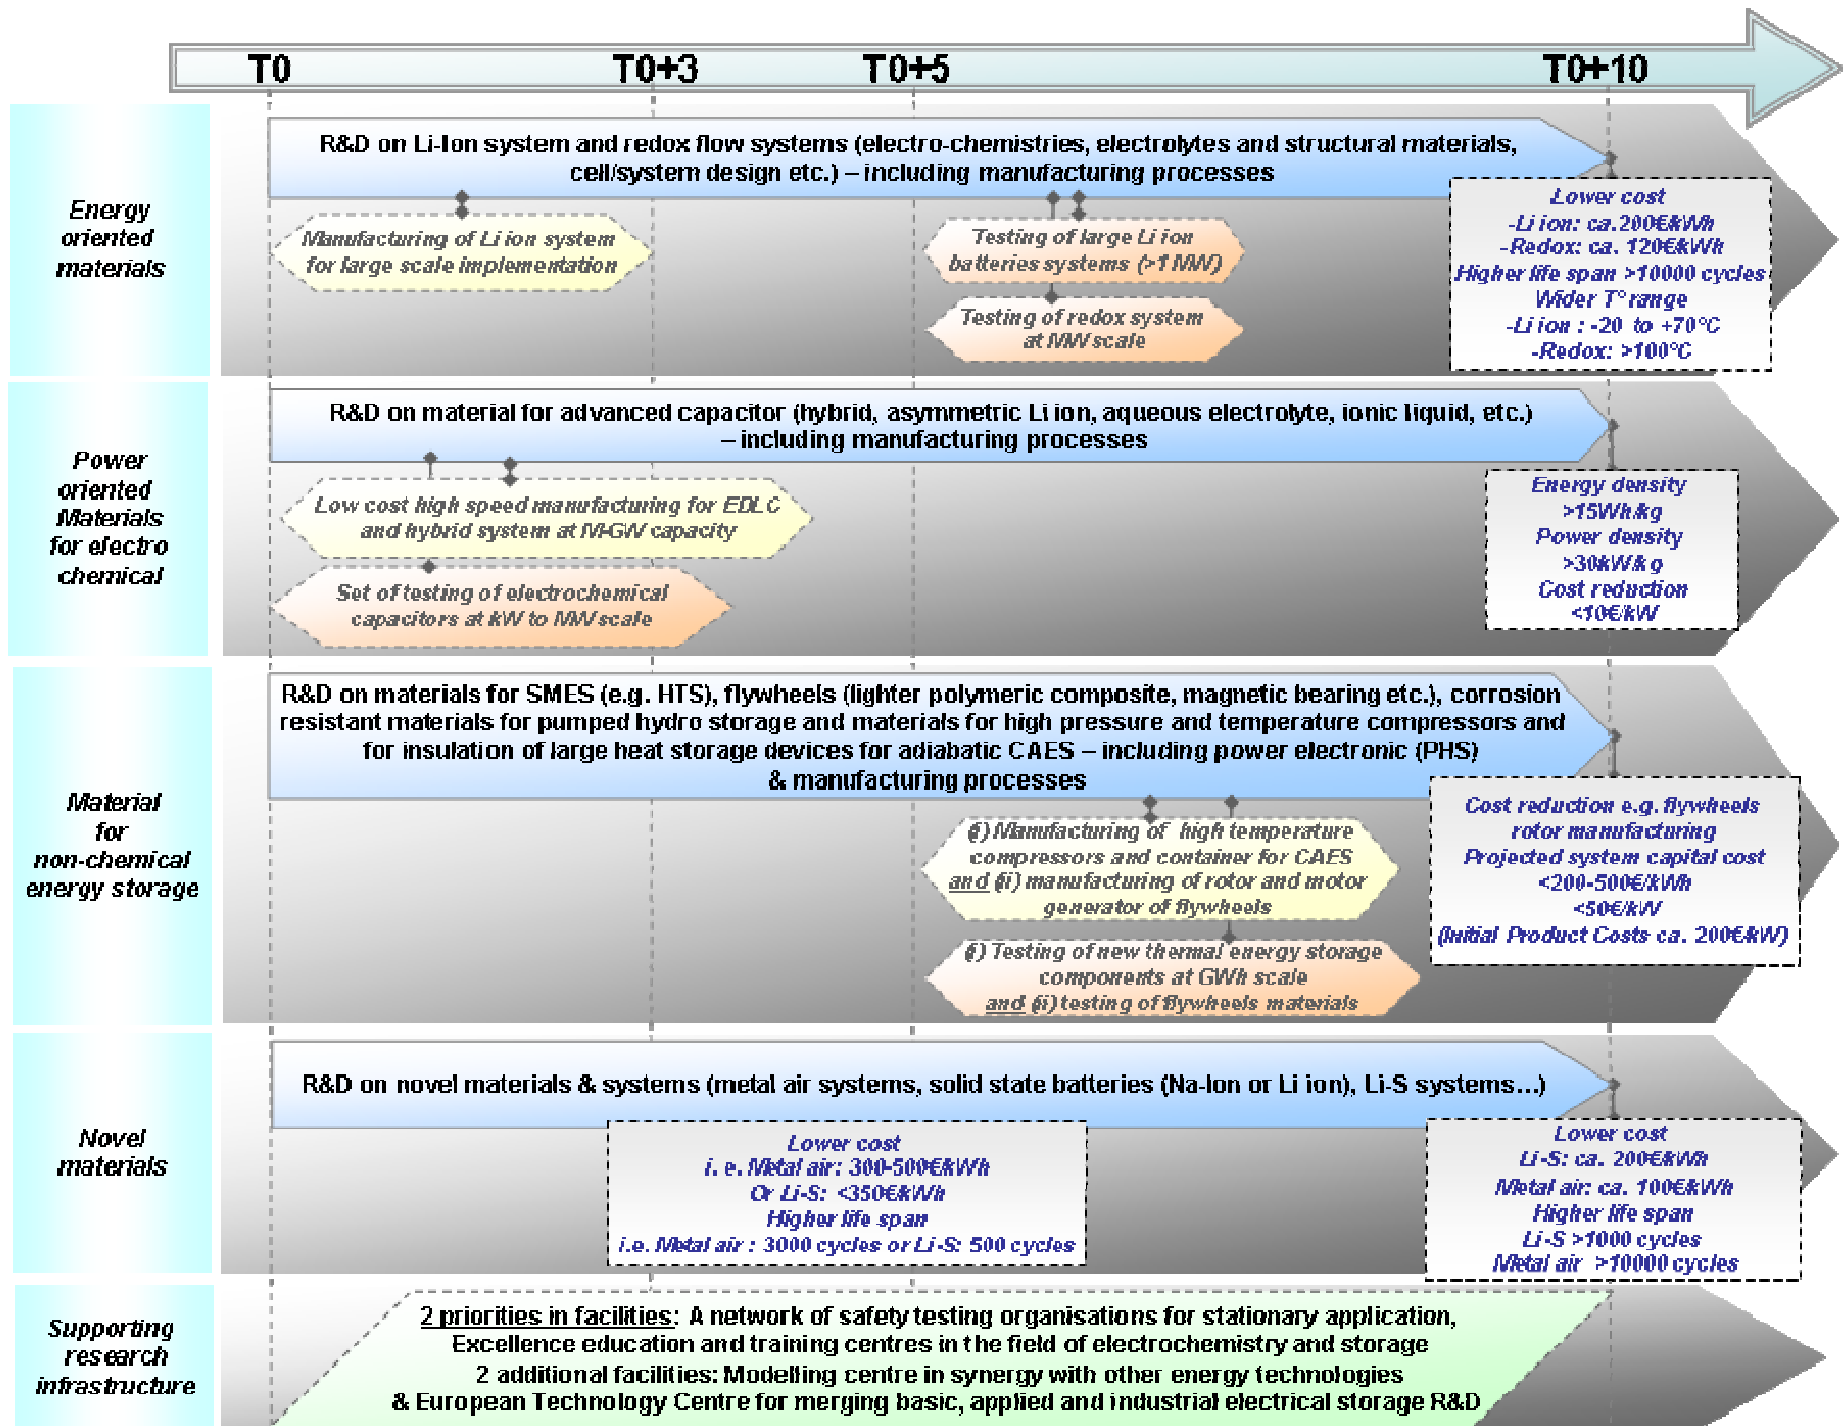 T0 T0+3 T0+5 T0+10
Energy
oriented
materials
R&D on Li-Ion system and redox flow systems (electro-chemistries, electrolytes and structural materials,
cell/system design etc.) – including manufacturing processes
Manufacturing of Li ion system
for large scale implementation
Testing of large Li ion
batteries systems (>1 MW)
Testing of redox system
at MW scale
Lower cost
-Li ion: ca.200€/kWh
-Redox: ca. 120€/kWh
Higher life span >10000 cycles
Wider T° range
-Li ion : -20 to +70°C
-Redox: >100°C
Power
oriented
Materials
for electro
chemical
R&D on material for advanced capacitor (hybrid, asymmetric Li ion, aqueous electrolyte, ionic liquid, etc.)
– including manufacturing processes
Low cost high speed manufacturing for EDLC
and hybrid system at M-GW capacity
Set of testing of electrochemical
capacitors at kW to MW scale
Energy density
>15Wh/kg
Power density
>30kW/kg
Cost reduction
<10€/kW
Material
for
non-chemical
energy storage
R&D on materials for SMES (e.g. HTS), flywheels (lighter polymeric composite, magnetic bearing etc.), corrosion
resistant materials for pumped hydro storage and materials for high pressure and temperature compressors and
for insulation of large heat storage devices for adiabatic CAES – including power electronic (PHS)
& manufacturing processes
(i) Manufacturing of high temperature
compressors and container for CAES
and (ii) manufacturing of rotor and motor
generator of flywheels
(i) Testing of new thermal energy storage
components at GWh scale
and (ii) testing of flywheels materials
Cost reduction e.g. flywheels
rotor manufacturing
Projected system capital cost
<200-500€/kWh
<50€/kW
(Initial Product Costs ca. 200€/kW)
Novel
materials
R&D on novel materials & systems (metal air systems, solid state batteries (Na-Ion or Li ion), Li-S systems...)
Lower cost
i. e. Metal air: 300-500€/kWh
Or Li-S: <350€/kWh
Higher life span
i.e. Metal air : 3000 cycles or Li-S: 500 cycles
Lower cost
Li-S: ca. 200€/kWh
Metal air: ca. 100€/kWh
Higher life span
Li-S >1000 cycles
Metal air >10000 cycles
Supporting
research
infrastructure
2 priorities in facilities: A network of safety testing organisations for stationary application,
Excellence education and training centres in the field of electrochemistry and storage
2 additional facilities: Modelling centre in synergy with other energy technologies
& European Technology Centre for merging basic, applied and industrial electrical storage R&D